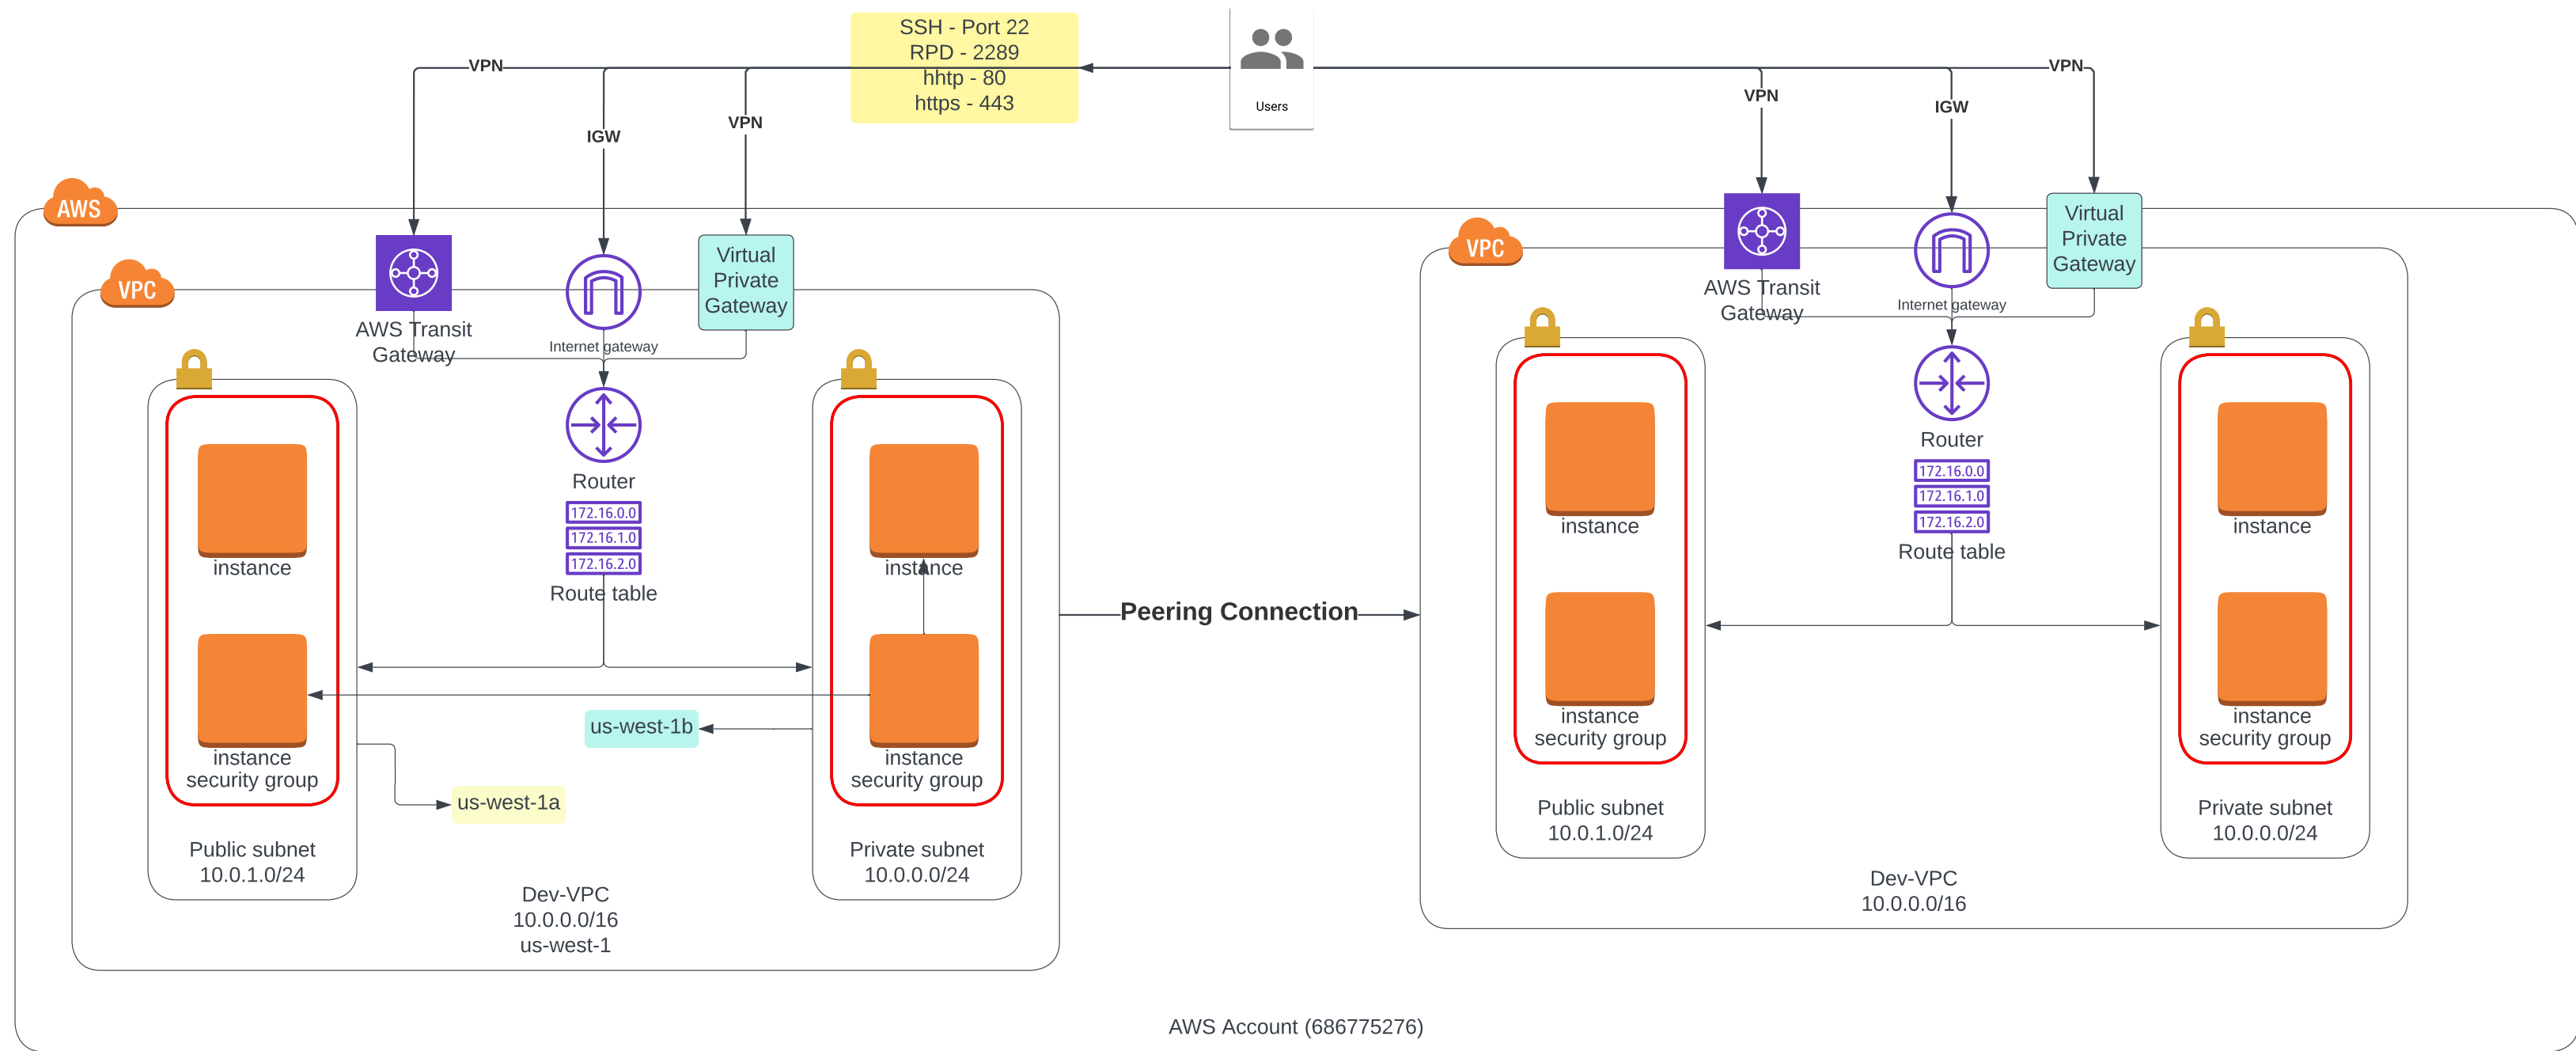 SSH - Port 22
RPD - 2289
hhtp - 80
https - 443
Users
VPN
IGW
VPN
VPN
IGW
VPN
AWS
VPC
AWS Transit
Gateway
Internet gateway
Virtual
Private
Gateway
Router
172.16.0.0
172.16.1.0
172.16.2.0
Route table
instance
instance
security group
Public subnet
10.0.1.0/24
us-west-1a
us-west-1b
instance
instance
security group
Private subnet
10.0.0.0/24
Dev-VPC
10.0.0.0/16
us-west-1
Peering Connection
VPC
AWS Transit
Gateway
Internet gateway
Virtual
Private
Gateway
Router
172.16.0.0
172.16.1.0
172.16.2.0
Route table
instance
instance
security group
Public subnet
10.0.1.0/24
instance
instance
security group
Private subnet
10.0.0.0/24
Dev-VPC
10.0.0.0/16
AWS Account (686775276)